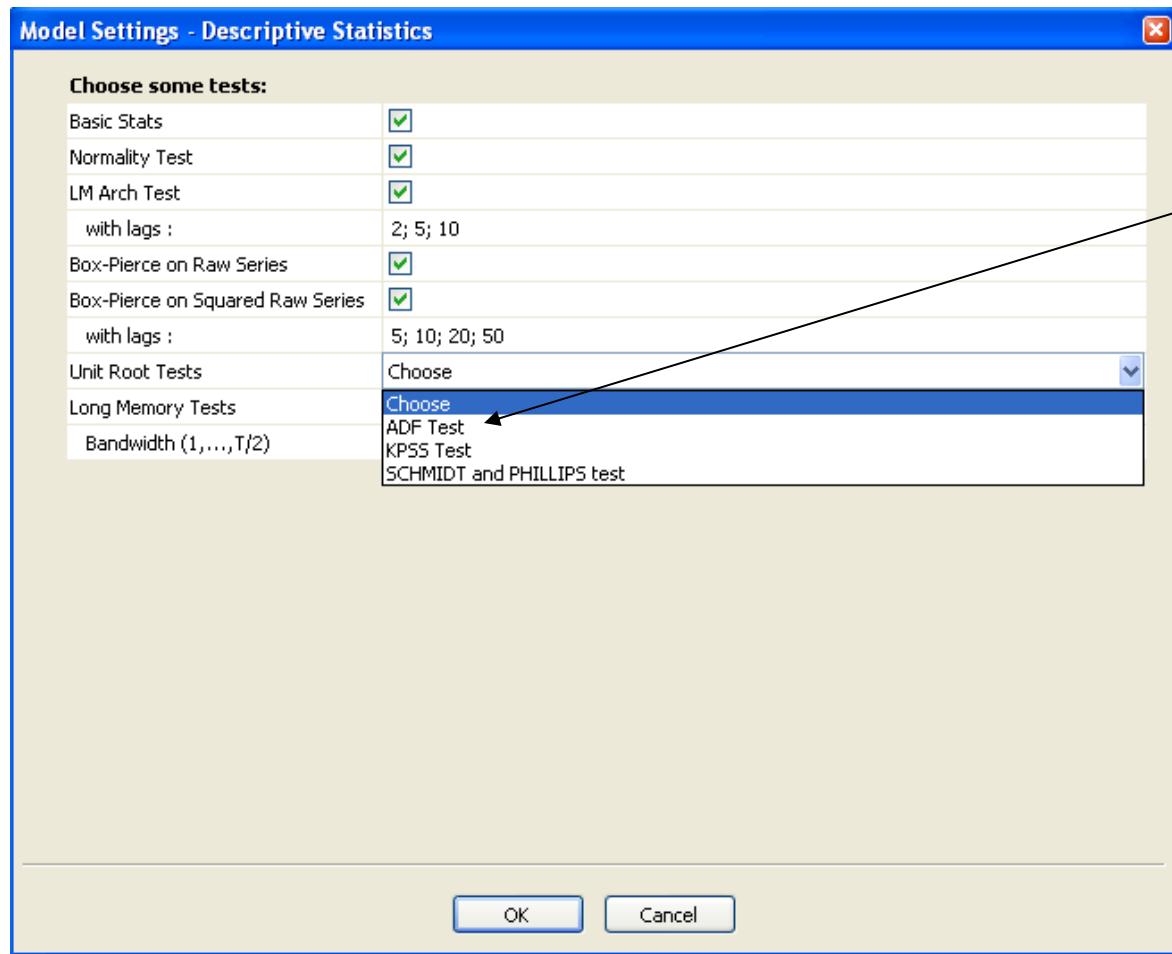 Model Settings - Descriptive Statistics
Choose some tests:
Basic Stats
Normality Test
LM Arch Test
with lags : 2; 5; 10
Box-Pierce on Raw Series
Box-Pierce on Squared Raw Series
with lags : 5; 10; 20; 50
Unit Root Tests Choose
Long Memory Tests Choose
ADF Test
Bandwidth (1,...,T/2) KPSS Test
SCHMIDT and PHILLIPS test
OK Cancel